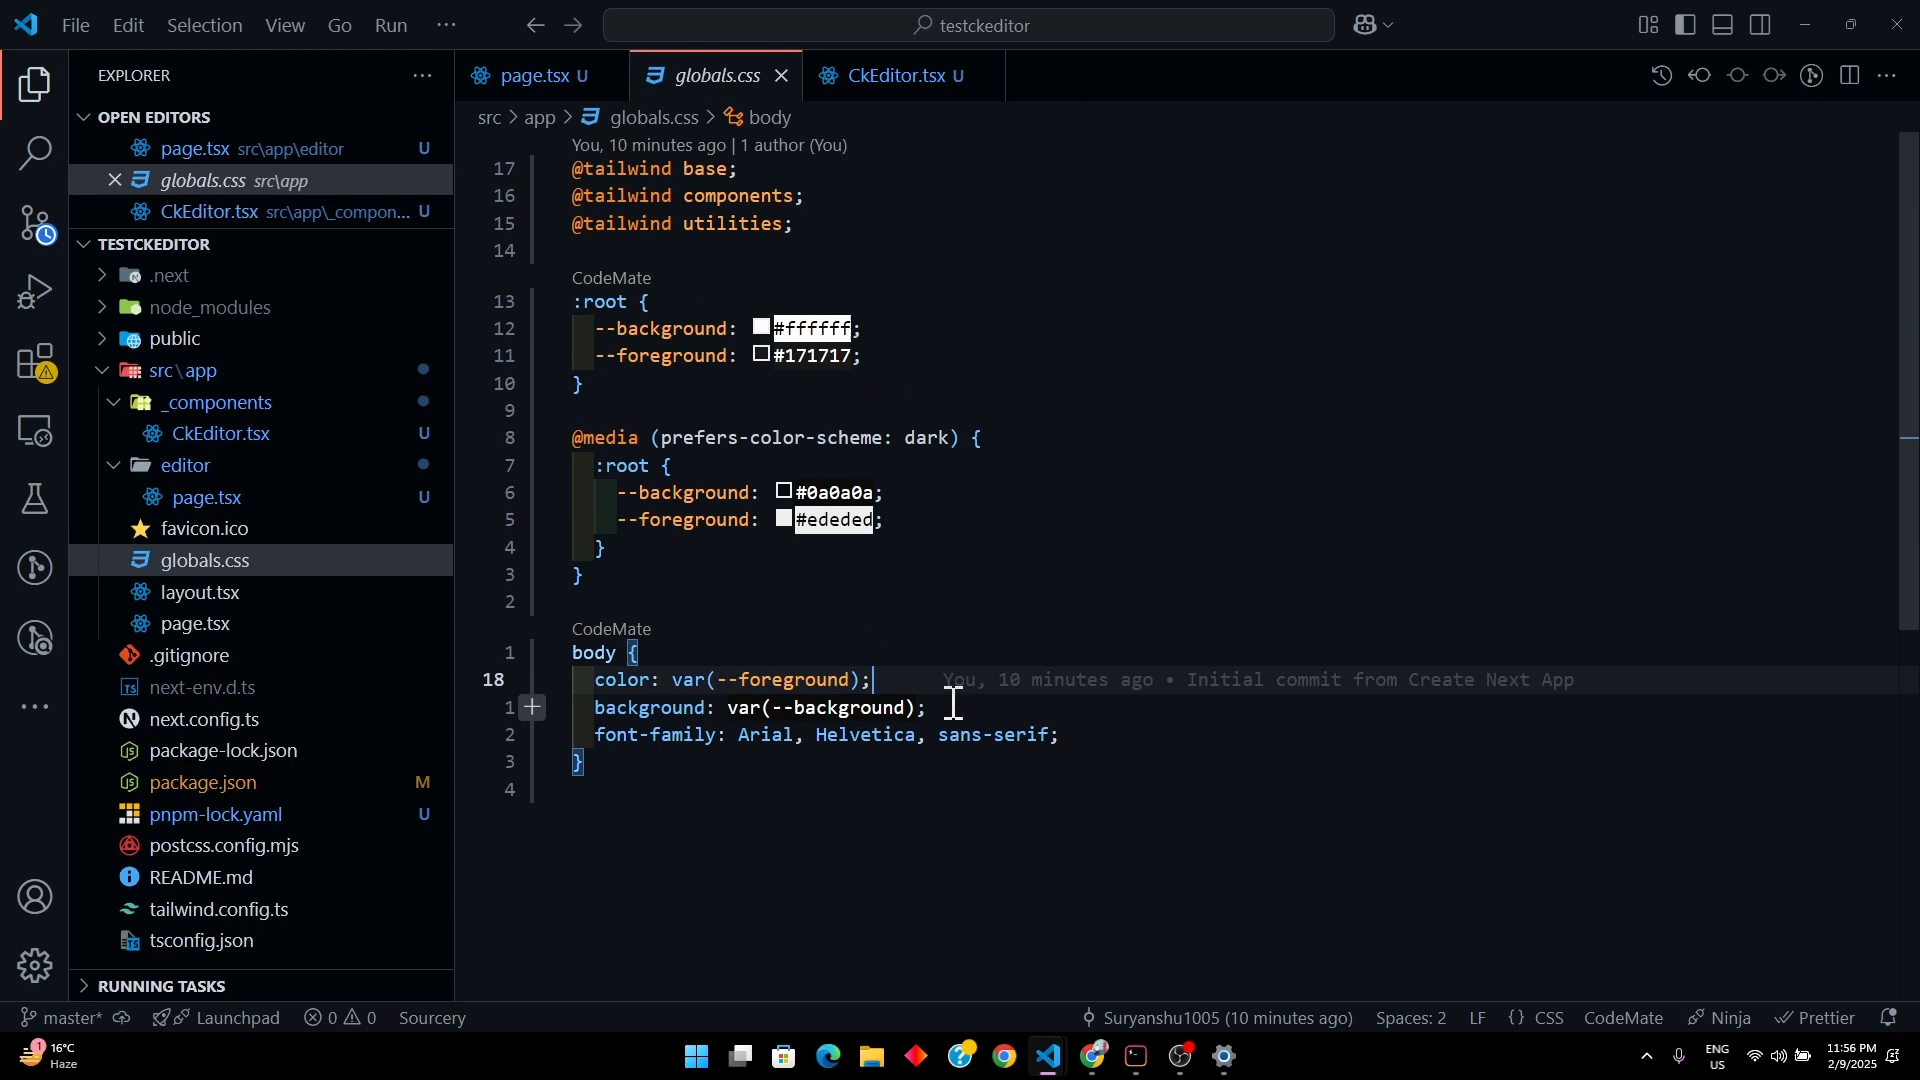 File Edit Selection View Go Run ··· testckeditor
EXPLORER ···
OPEN EDITORS
page.tsx src\app\editor U
globals.css src\app
CkEditor.tsx src\app\_compon... U
TESTCKEDITOR
.next
node_modules
public
src\app
_components
CkEditor.tsx U
editor
page.tsx U
favicon.ico
globals.css
layout.tsx
page.tsx
.gitignore
next-env.d.ts
next.config.ts
package-lock.json
package.json M
pnpm-lock.yaml U
postcss.config.mjs
README.md
tailwind.config.ts
tsconfig.json
RUNNING TASKS
page.tsx U globals.css CkEditor.tsx U
src > app > globals.css > body
You, 10 minutes ago | 1 author (You)
17 @tailwind base;
16 @tailwind components;
15 @tailwind utilities;
14
CodeMate
13 :root {
12 --background: #ffffff;
11 --foreground: #171717;
10 }
9
8 @media (prefers-color-scheme: dark) {
7 :root {
6 --background: #0a0a0a;
5 --foreground: #ededed;
4 }
3 }
2
CodeMate
1 body {
18 color: var(--foreground); You, 10 minutes ago • Initial commit from Create Next App
1 background: var(--background);
2 font-family: Arial, Helvetica, sans-serif;
3 }
4
master* Launchpad 0 0 Sourcery Suryanshu1005 (10 minutes ago) Spaces: 2 LF {} CSS CodeMate Ninja Prettier
1 16°C
Haze
ENG
US
11:56 PM
2/9/2025